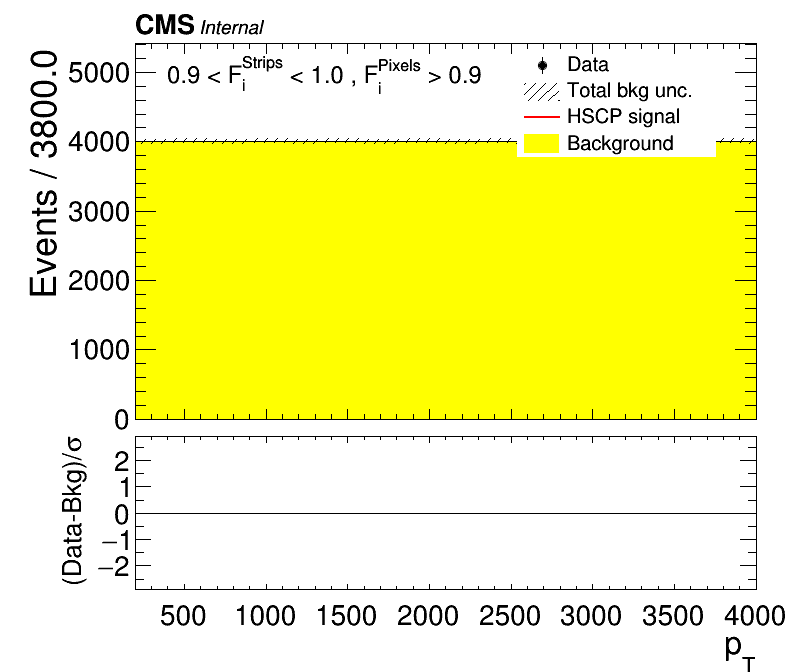 CMS Internal
0.9 < F_i^Strips < 1.0 , F_i^Pixels > 0.9
Data
Total bkg unc.
HSCP signal
Background
Events / 3800.0
5000
4000
3000
2000
1000
0
(Data-Bkg)/σ
2
1
0
−1
−2
500 1000 1500 2000 2500 3000 3500 4000
p_T